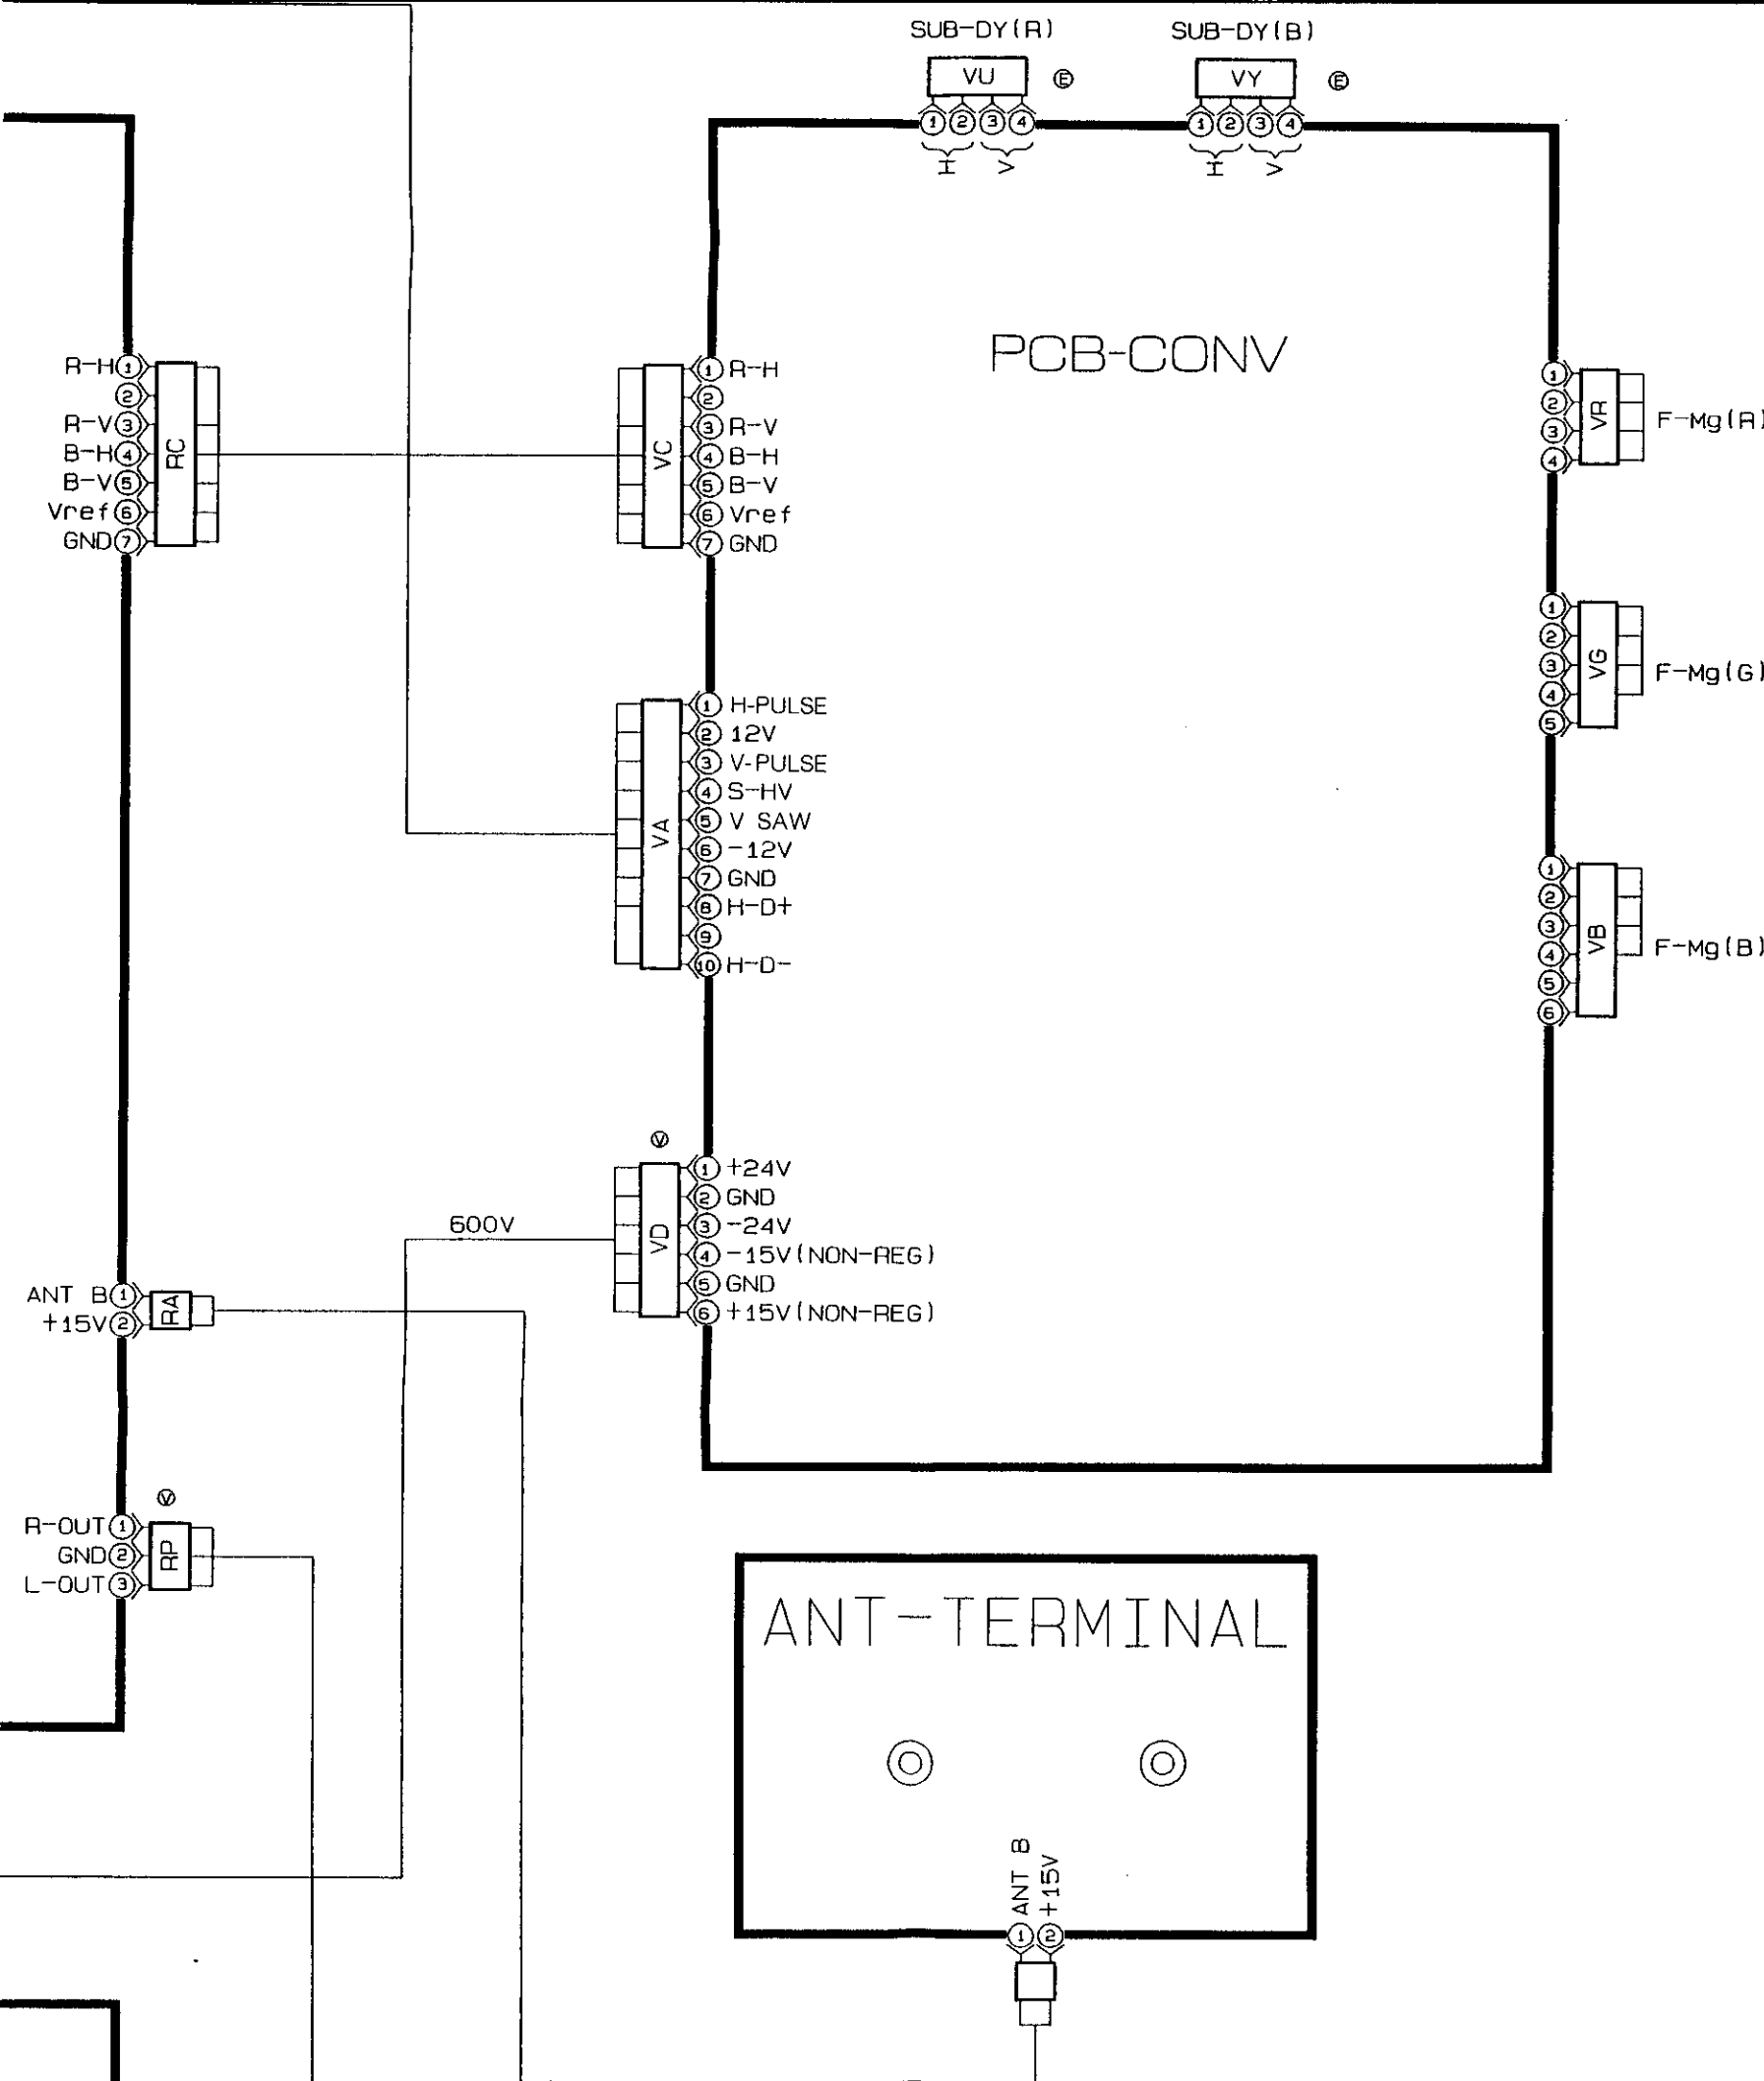 SUB-DY(R)
SUB-DY(B)
VU
E
VY
E
1 2 3 4
1 2 3 4
H V
H V
PCB-CONV
R-H 1
2
R-V 3
B-H 4
B-V 5
Vref 6
GND 7
RC
VC
1 R-H
2
3 R-V
4 B-H
5 B-V
6 Vref
7 GND
1
2
3
4
VR
F-Mg(R)
1
2
3
4
5
VG
F-Mg(G)
VA
1 H-PULSE
2 12V
3 V-PULSE
4 S-HV
5 V SAW
6 -12V
7 GND
8 H-D+
9
10 H-D-
1
2
3
4
5
6
VB
F-Mg(B)
V
600V
VD
1 +24V
2 GND
3 -24V
4 -15V(NON-REG)
5 GND
6 +15V(NON-REG)
ANT B 1
+15V 2
RA
V
R-OUT 1
GND 2
L-OUT 3
RP
ANT-TERMINAL
ANT B
+15V
1 2